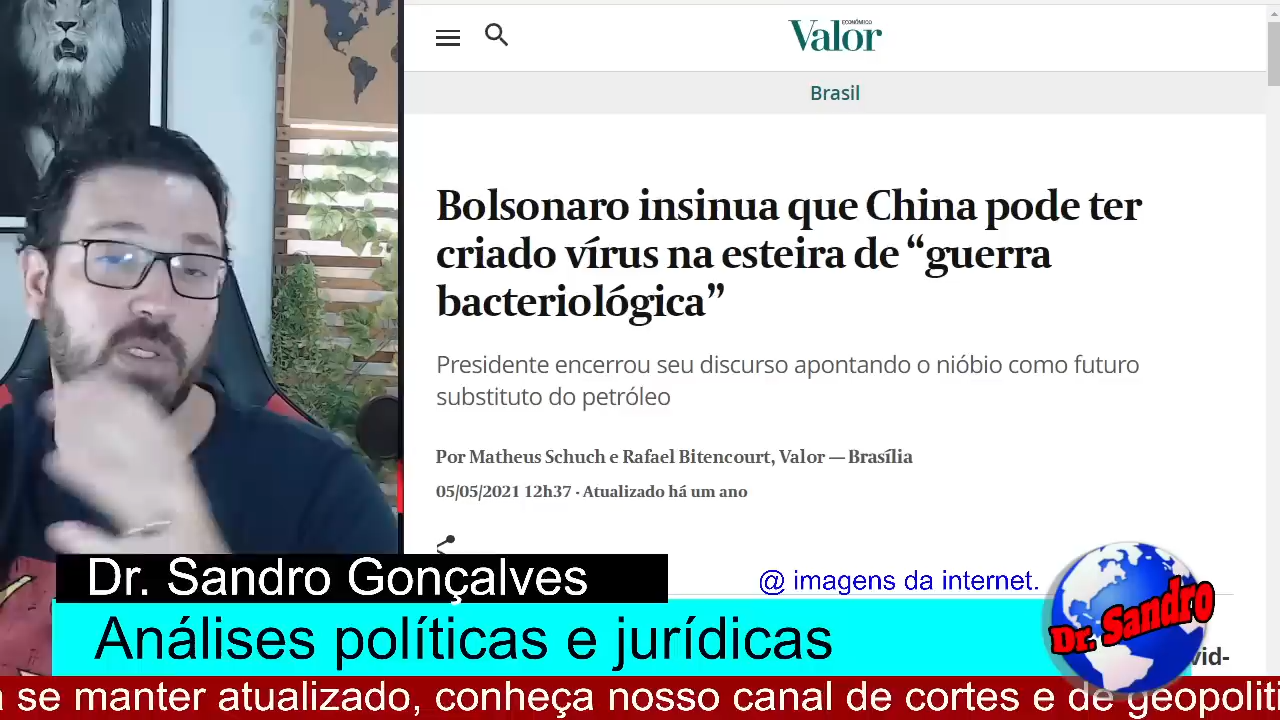 ECONÔMICO
Valor
Brasil
Bolsonaro insinua que China pode ter
criado vírus na esteira de “guerra
bacteriológica”
Presidente encerrou seu discurso apontando o nióbio como futuro
substituto do petróleo
Por Matheus Schuch e Rafael Bitencourt, Valor — Brasília
05/05/2021 12h37 · Atualizado há um ano
Dr. Sandro Gonçalves
@ imagens da internet.
Análises políticas e jurídicas
Dr. Sandro
vid-
a se manter atualizado, conheça nosso canal de cortes e de geopoliti